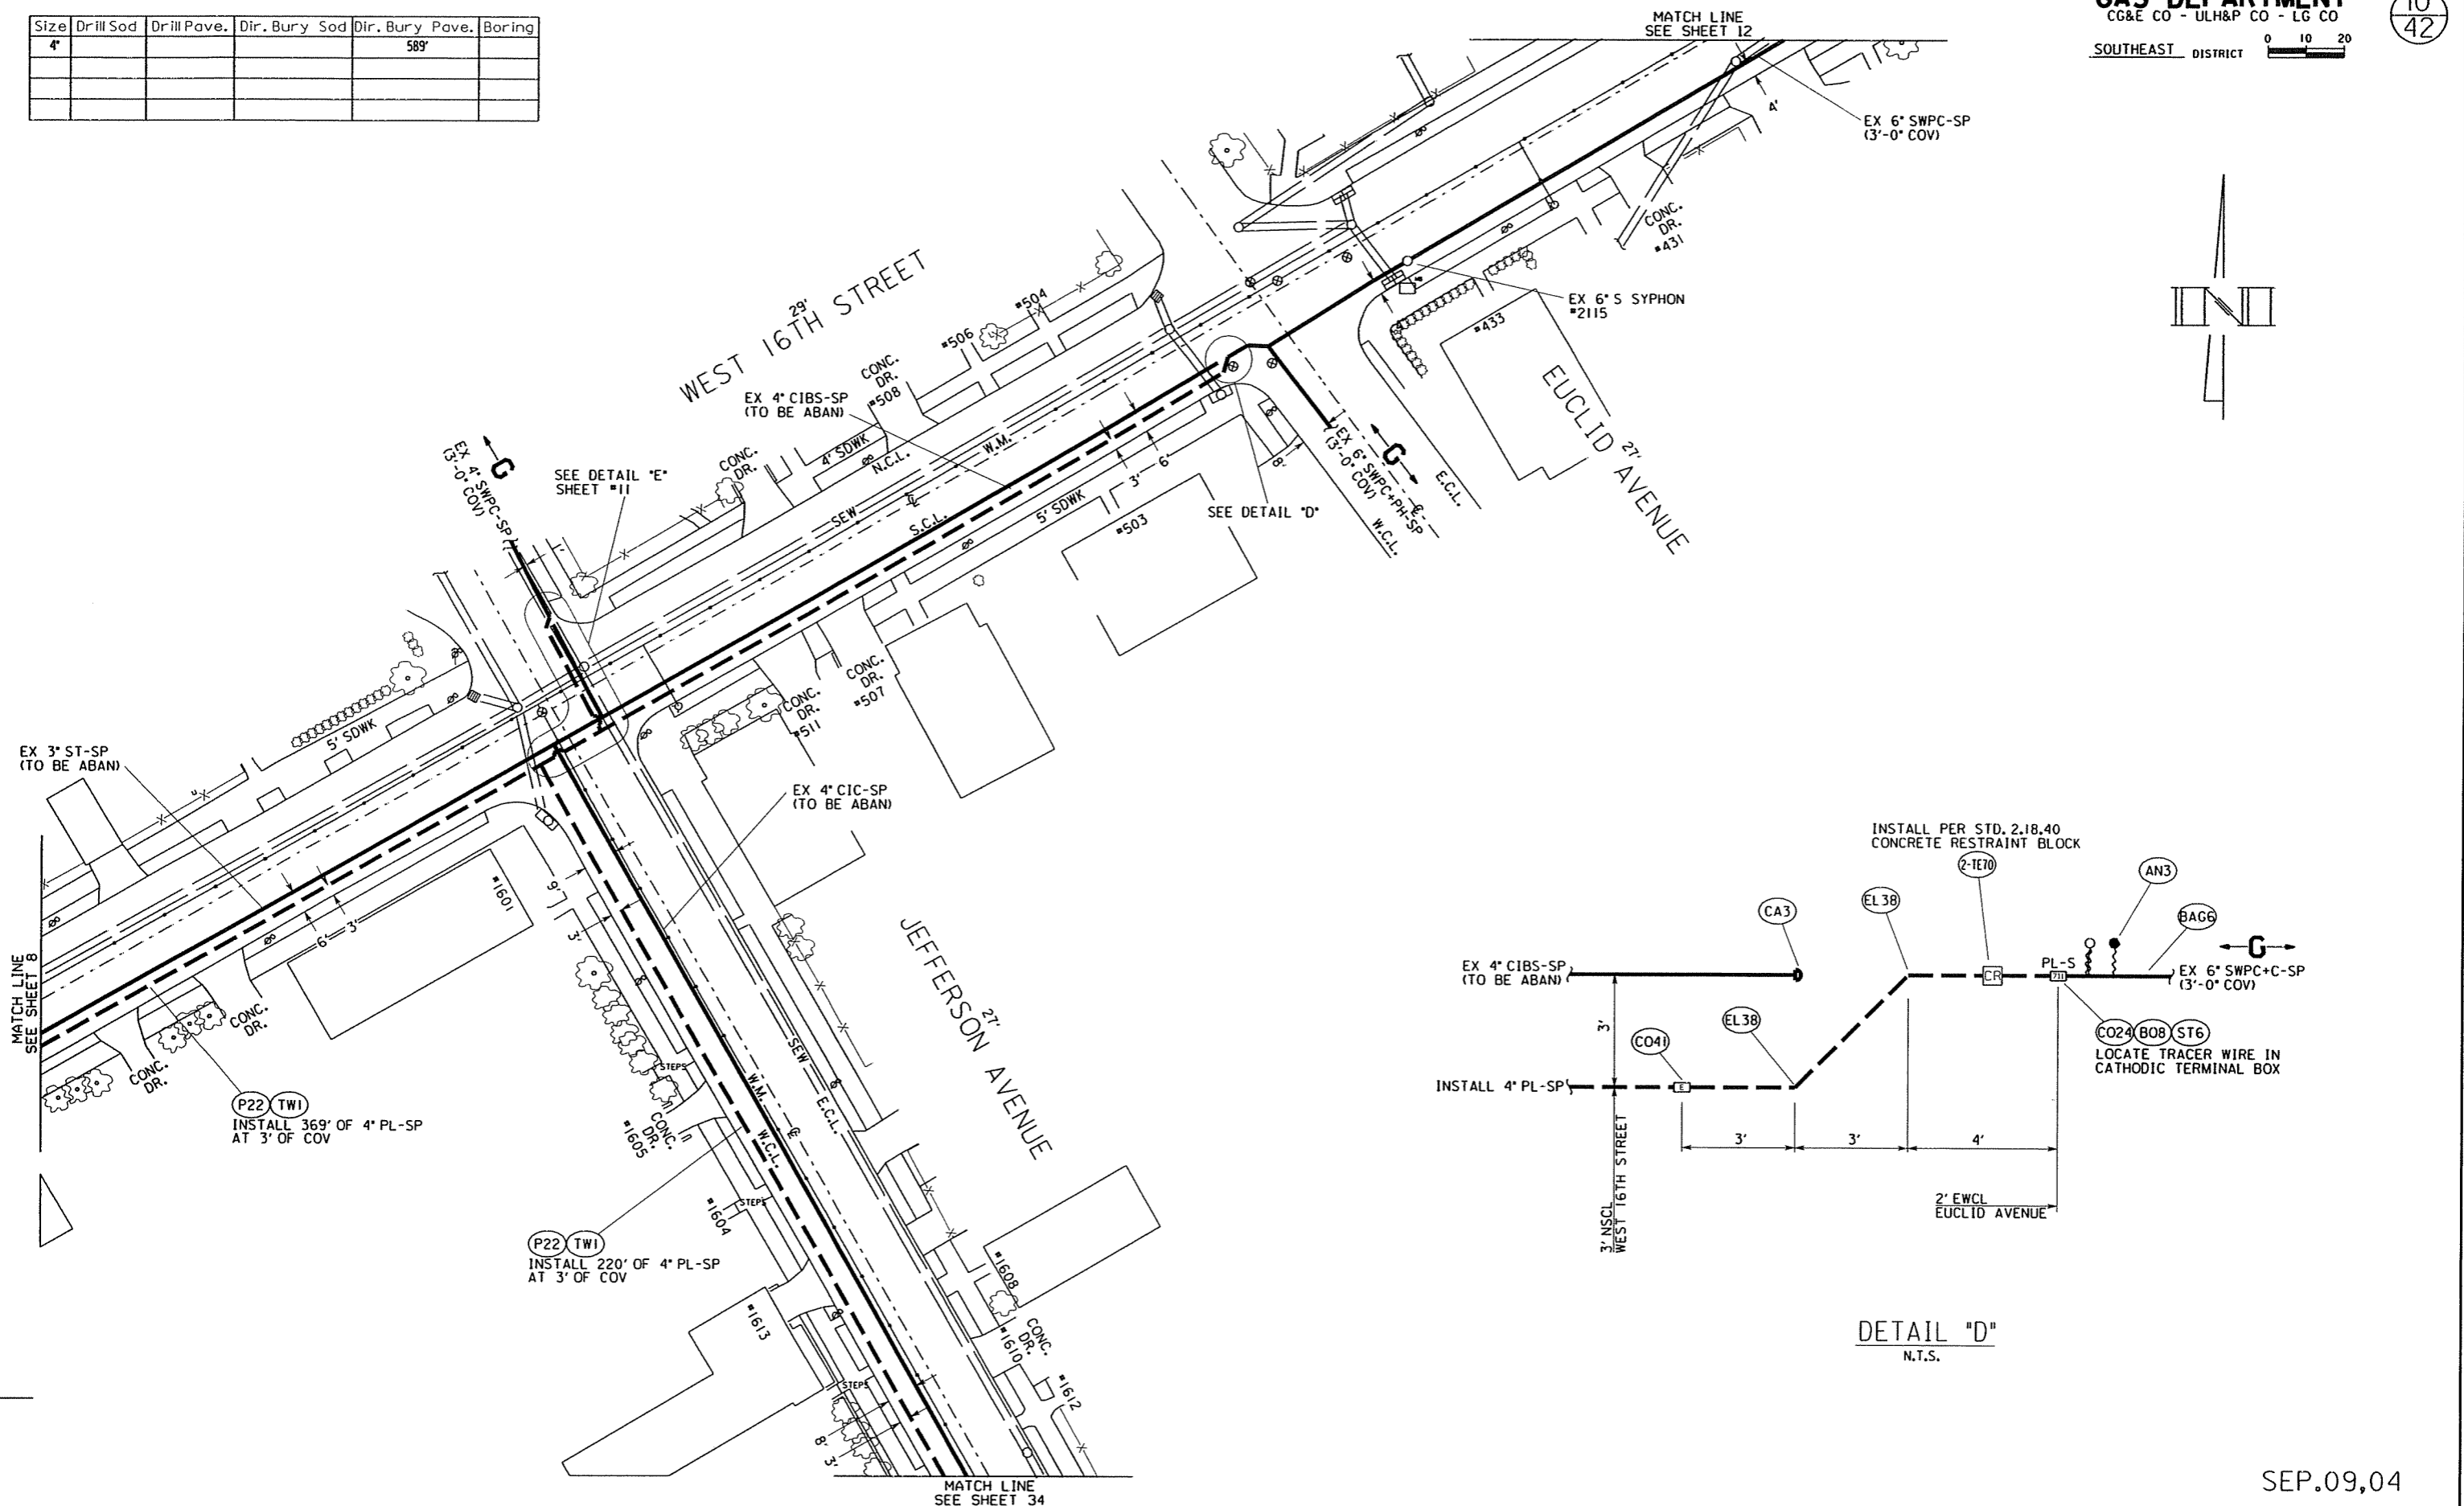 Size Drill Sod Drill Pave. Dir. Bury Sod Dir. Bury Pave. Boring
4" 589'
GAS DEPARTMENT
CG&E CO - ULH&P CO - LG CO
SOUTHEAST DISTRICT
0 10 20
10
42
MATCH LINE
SEE SHEET 12
4'
EX 6" SWPC-SP
(3'-0" COV)
CONC.
DR.
#431
EX 6" S SYPHON
#2115
#433
EUCLID AVENUE
27'
WEST 16TH STREET
29'
#504
#506
CONC.
DR.
#508
EX 4" CIBS-SP
(TO BE ABAN)
4' SDWK
N.C.L.
W.M.
CONC.
DR.
SEW
℄
S.C.L.
5' SDWK
3'
6'
8'
#503
SEE DETAIL "D"
EX 6" SWPC+PH-SP
(3'-0" COV)
G
℄
E.C.L.
W.C.L.
EX 4" SWPC-SP
(3'-0" COV)
G
SEE DETAIL "E"
SHEET #11
CONC.
DR.
#507
CONC.
DR.
#511
5' SDWK
EX 3" ST-SP
(TO BE ABAN)
EX 4" CIC-SP
(TO BE ABAN)
#1601
9'
3'
6'
3'
MATCH LINE
SEE SHEET 8
CONC.
DR.
CONC.
DR.
P22 TW1
INSTALL 369' OF 4" PL-SP
AT 3' OF COV
JEFFERSON AVENUE
27'
SEW
E.C.L.
W.M.
W.C.L.
℄
STEPS
CONC.
DR.
#1605
STEPS
#1604
P22 TW1
INSTALL 220' OF 4" PL-SP
AT 3' OF COV
#1608
#1613
CONC.
DR.
#1610
#1612
STEPS
8'
3'
MATCH LINE
SEE SHEET 34
INSTALL PER STD. 2.18.40
CONCRETE RESTRAINT BLOCK
2-TE70
AN3
EL38
CA3
BAG6
G
EX 4" CIBS-SP
(TO BE ABAN)
CR
PL-S
711
EX 6" SWPC+C-SP
(3'-0" COV)
3'
EL38
CO41
CO24 BO8 ST6
LOCATE TRACER WIRE IN
CATHODIC TERMINAL BOX
INSTALL 4" PL-SP
E
3'
3'
4'
3' NSCL
WEST 16TH STREET
2' EWCL
EUCLID AVENUE
DETAIL "D"
N.T.S.
SEP.09,04